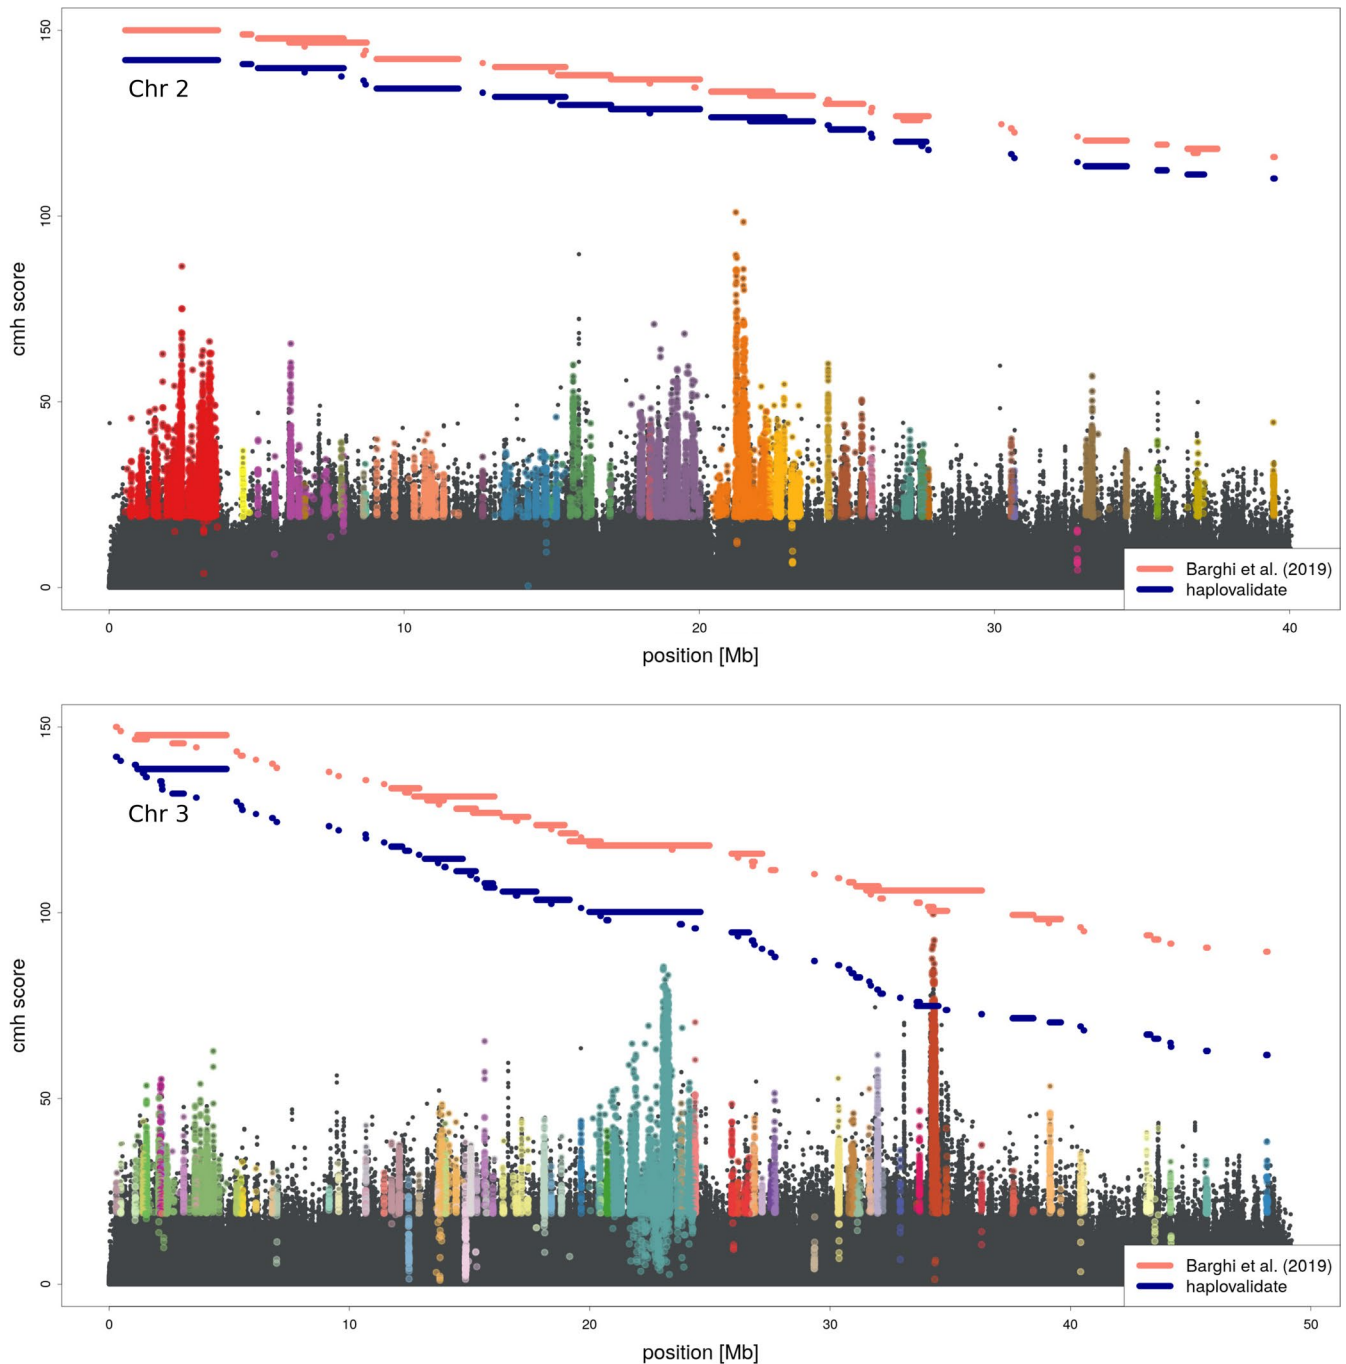 150
100
50
0
cmh score
Chr 2
Barghi et al. (2019)
haplovalidate
0 10 20 30 40
position [Mb]
150
100
50
0
cmh score
Chr 3
Barghi et al. (2019)
haplovalidate
0 10 20 30 40 50
position [Mb]